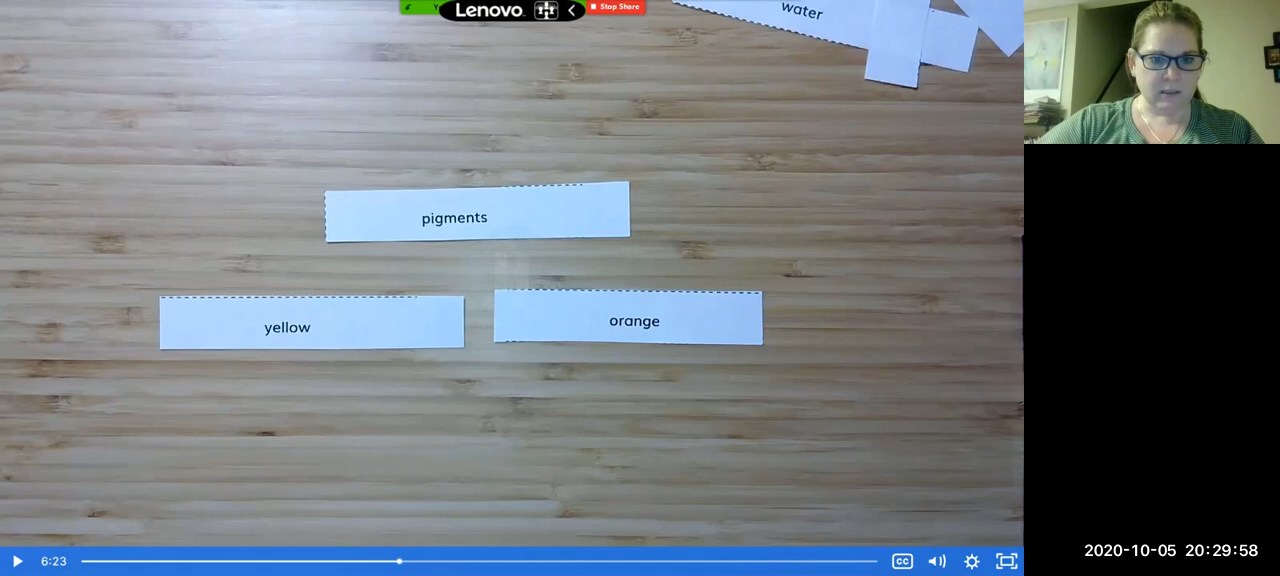 Lenovo
Stop Share
water
pigments
yellow
orange
6:23
CC
2020-10-05 20:29:58